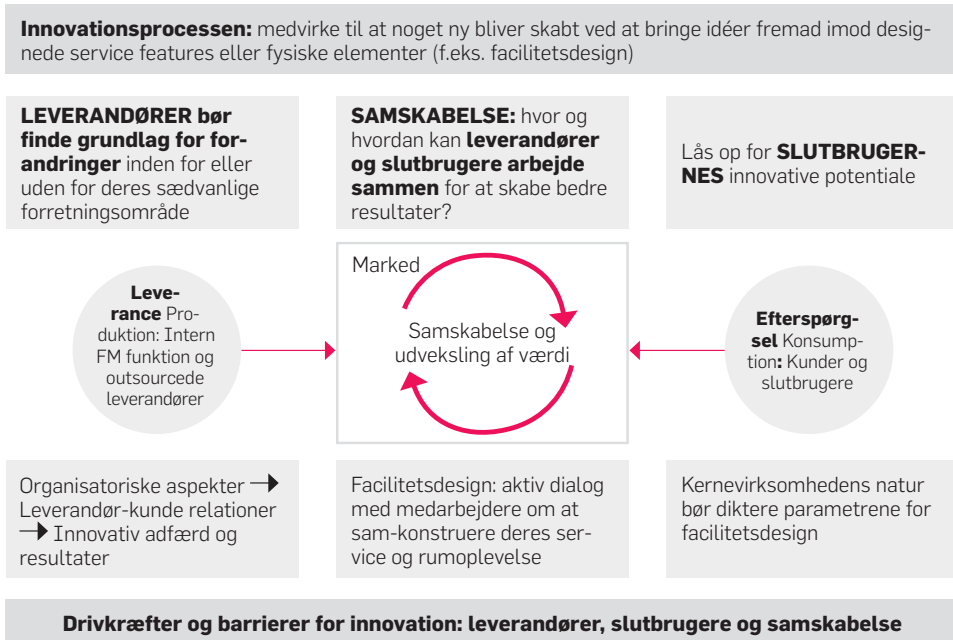 Innovationsprocessen: medvirke til at noget ny bliver skabt ved at bringe idéer fremad imod desig-
nede service features eller fysiske elementer (f.eks. facilitetsdesign)
LEVERANDØRER bør
finde grundlag for for-
andringer inden for eller
uden for deres sædvanlige
forretningsområde
SAMSKABELSE: hvor og
hvordan kan leverandører
og slutbrugere arbejde
sammen for at skabe bedre
resultater?
Lås op for SLUTBRUGER-
NES innovative potentiale
Leve-
rance Pro-
duktion: Intern
FM funktion og
outsourcede
leverandører
Marked
Samskabelse og
udveksling af værdi
Efterspørg-
sel Konsump-
tion: Kunder og
slutbrugere
Organisatoriske aspekter →
Leverandør-kunde relationer
→ Innovativ adfærd og
resultater
Facilitetsdesign: aktiv dialog
med medarbejdere om at
sam-konstruere deres ser-
vice og rumoplevelse
Kernevirksomhedens natur
bør diktere parametrene for
facilitetsdesign
Drivkræfter og barrierer for innovation: leverandører, slutbrugere og samskabelse